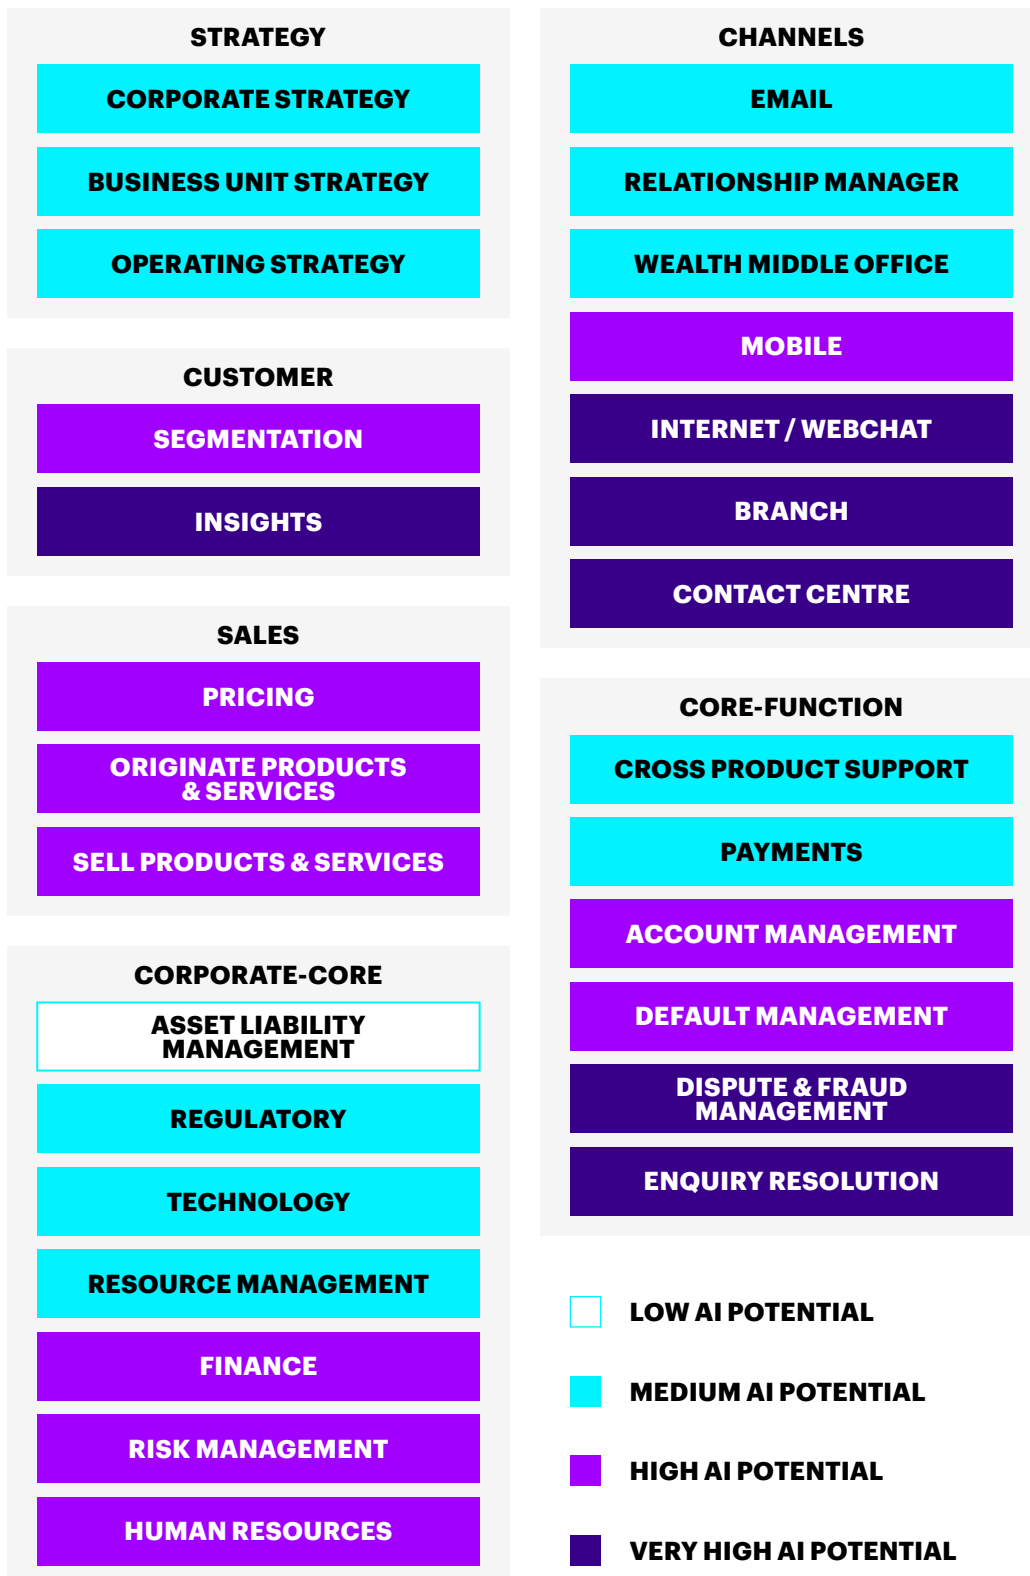 STRATEGY
CORPORATE STRATEGY
BUSINESS UNIT STRATEGY
OPERATING STRATEGY
CUSTOMER
SEGMENTATION
INSIGHTS
SALES
PRICING
ORIGINATE PRODUCTS
& SERVICES
SELL PRODUCTS & SERVICES
CORPORATE-CORE
ASSET LIABILITY
MANAGEMENT
REGULATORY
TECHNOLOGY
RESOURCE MANAGEMENT
FINANCE
RISK MANAGEMENT
HUMAN RESOURCES
CHANNELS
EMAIL
RELATIONSHIP MANAGER
WEALTH MIDDLE OFFICE
MOBILE
INTERNET / WEBCHAT
BRANCH
CONTACT CENTRE
CORE-FUNCTION
CROSS PRODUCT SUPPORT
PAYMENTS
ACCOUNT MANAGEMENT
DEFAULT MANAGEMENT
DISPUTE & FRAUD
MANAGEMENT
ENQUIRY RESOLUTION
LOW AI POTENTIAL
MEDIUM AI POTENTIAL
HIGH AI POTENTIAL
VERY HIGH AI POTENTIAL